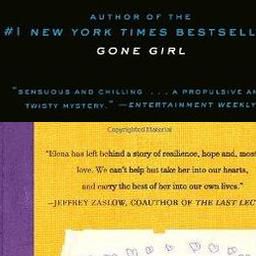 AUTHOR OF THE
#1 NEW YORK TIMES BESTSELL
GONE GIRL
"SENSUOUS AND CHILLING ... A PROPULSIVE AN
TWISTY MYSTERY." —ENTERTAINMENT WEEKLY
Copyrighted Material
"Elena has left behind a story of resilience, hope and, most
love. We can't help but take her into our hearts,
and carry the best of her into our own lives."
—JEFFREY ZASLOW, COAUTHOR OF THE LAST LEC